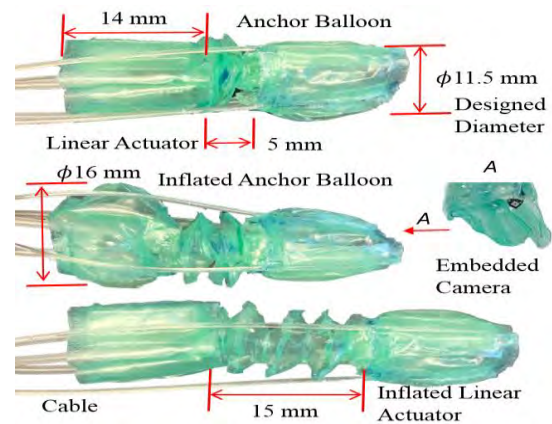 14 mm
Anchor Balloon
ϕ11.5 mm
Designed
Diameter
Linear Actuator
5 mm
ϕ16 mm
Inflated Anchor Balloon
A
A
Embedded
Camera
Cable
15 mm
Inflated Linear
Actuator